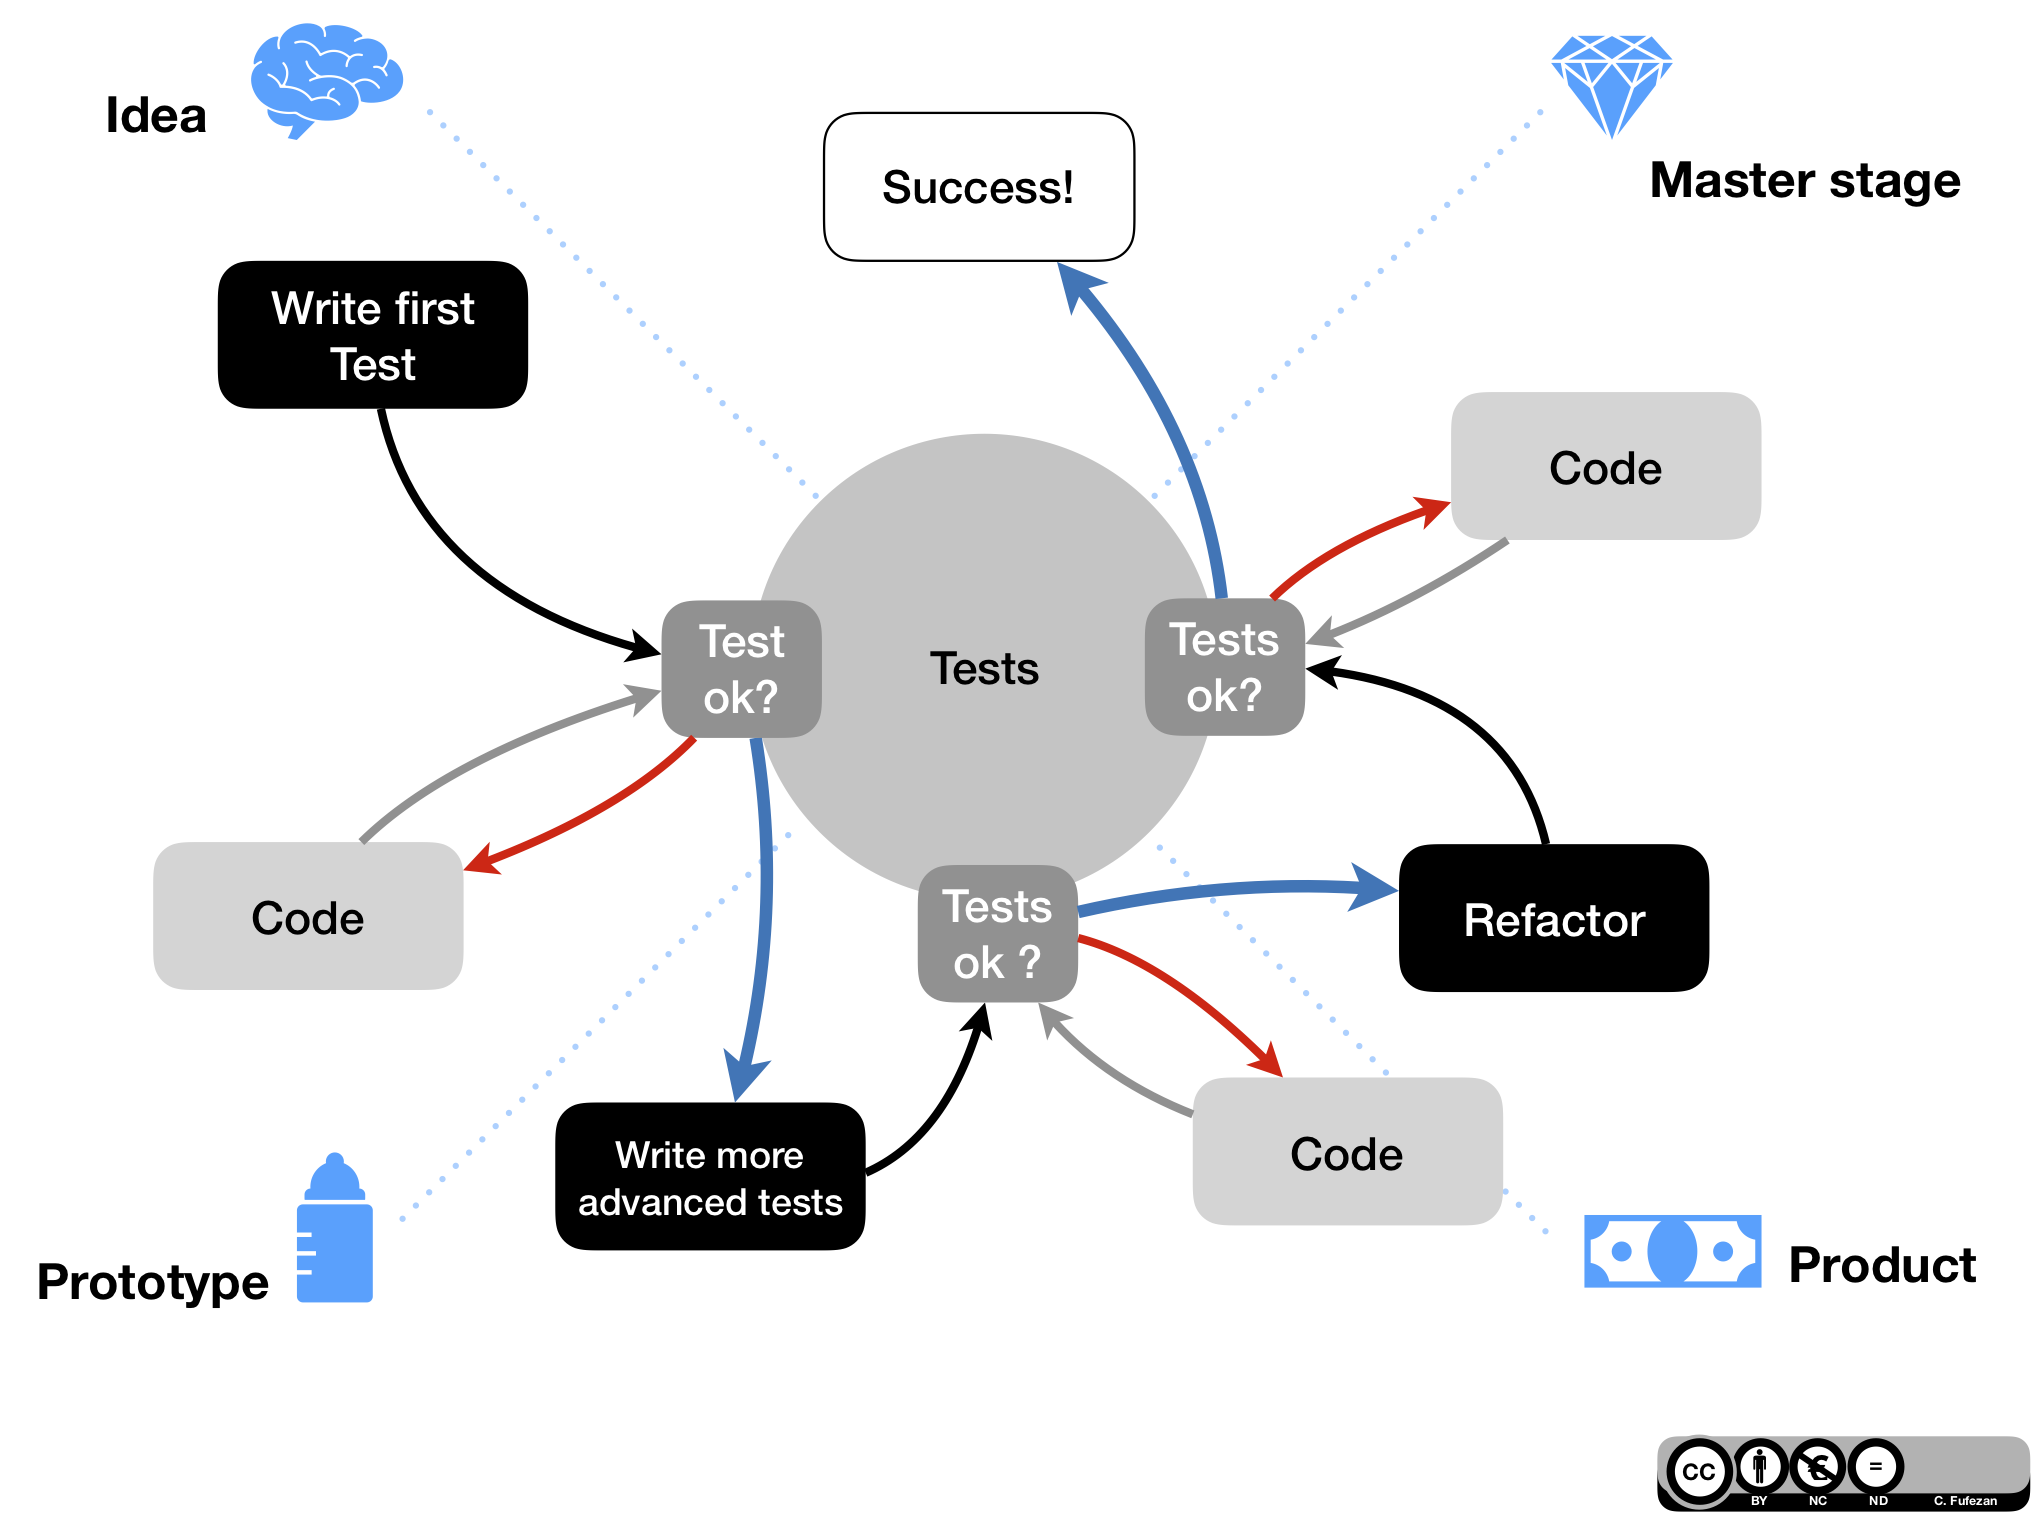 Idea
Master stage
Success!
Write first
Test
Code
Test
ok?
Tests
Tests
ok?
Code
Tests
ok ?
Refactor
Write more
advanced tests
Code
Prototype
Product
CC
€
=
BY
NC
ND
C. Fufezan